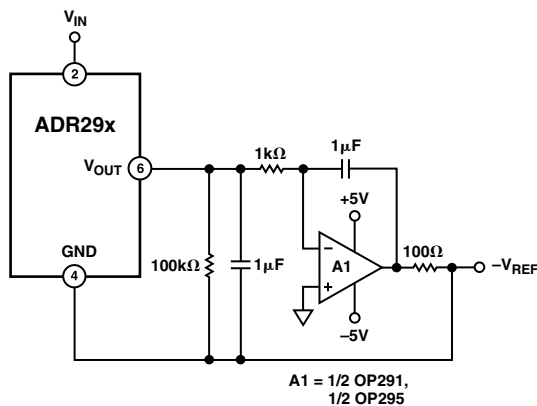 V_IN
2
ADR29x
V_OUT
6
1kΩ
1μF
+5V
GND
4
100kΩ
1μF
−
A1
+
100Ω
−V_REF
−5V
A1 = 1/2 OP291,
1/2 OP295